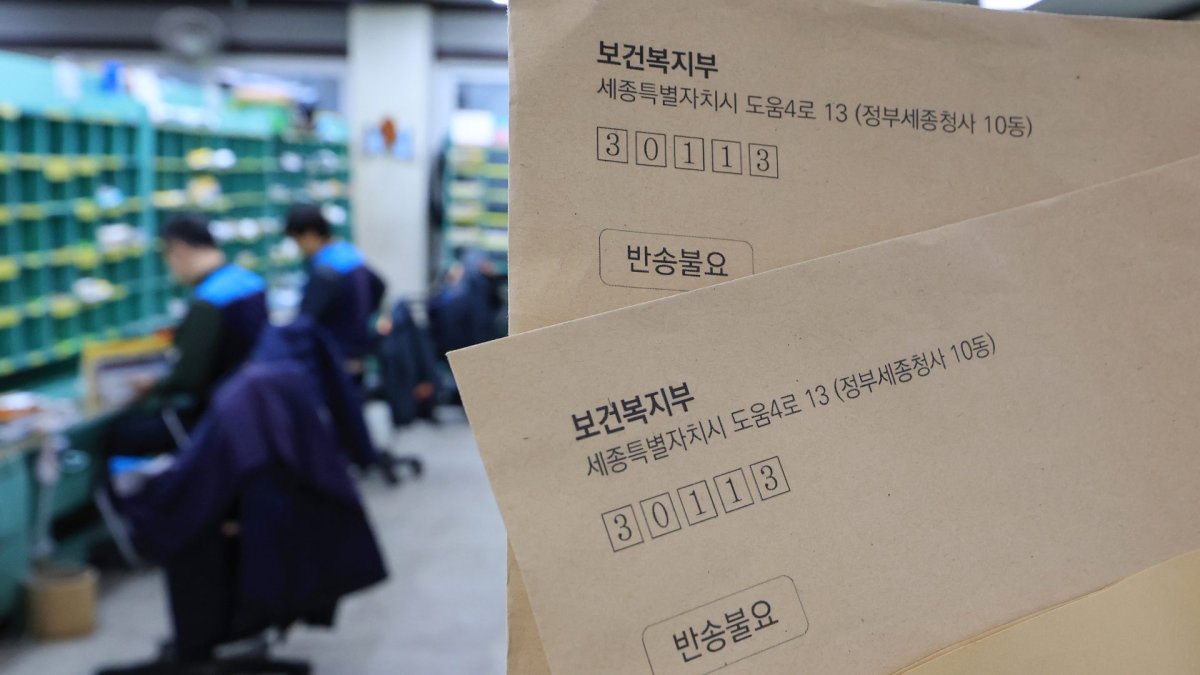 보건복지부
세종특별자치시 도움4로 13 (정부세종청사 10동)
30113
반송불요
보건복지부
세종특별자치시 도움4로 13 (정부세종청사 10동)
30113
반송불요